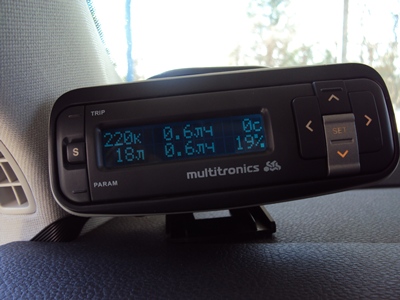 TRIP
220к 0.6лч 0с
18л 0.6лч 19%
S
SET
PARAM
multitronics